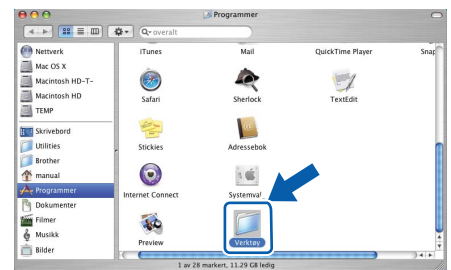 Programmer
overalt
Nettverk
Mac OS X
Macintosh HD-T-
Macintosh HD
TEMP
Skrivebord
Utilities
Brother
manual
Programmer
Dokumenter
Filmer
Musikk
Bilder
iTunes
Mail
QuickTime Player
Snap
Safari
Sherlock
TextEdit
Stickies
Adressebok
Internet Connect
Systemval
Preview
Verktøy
1 av 28 markert, 11.29 GB ledig